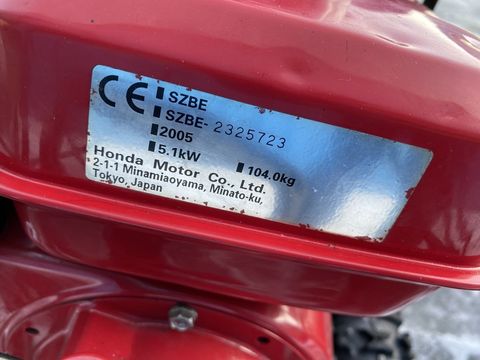 CE SZBE
SZBE-2325723
2005
5.1kW 104.0kg
Honda Motor Co., Ltd.
2-1-1 Minamiaoyama, Minato-ku,
Tokyo, Japan